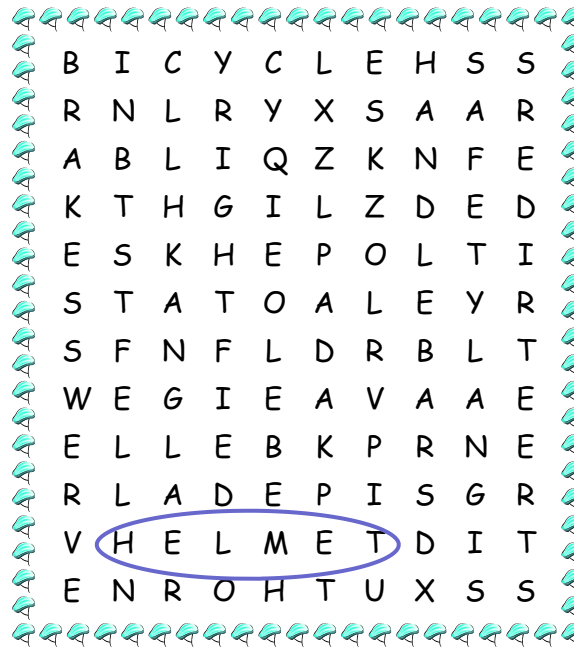 B I C Y C L E H S S
R N L R Y X S A A R
A B L I Q Z K N F E
K T H G I L Z D E D
E S K H E P O L T I
S T A T O A L E Y R
S F N F L D R B L T
W E G I E A V A A E
E L L E B K P R N E
R L A D E P I S G R
V H E L M E T D I T
E N R O H T U X S S